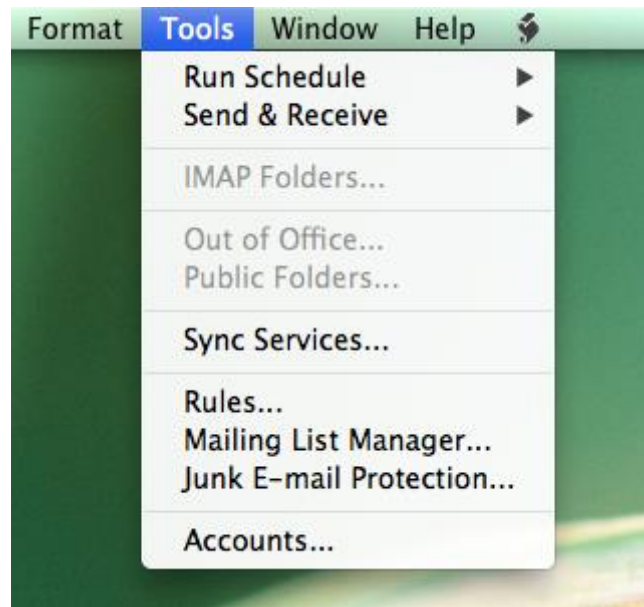 Format Tools Window Help
Run Schedule
Send & Receive
IMAP Folders...
Out of Office...
Public Folders...
Sync Services...
Rules...
Mailing List Manager...
Junk E-mail Protection...
Accounts...